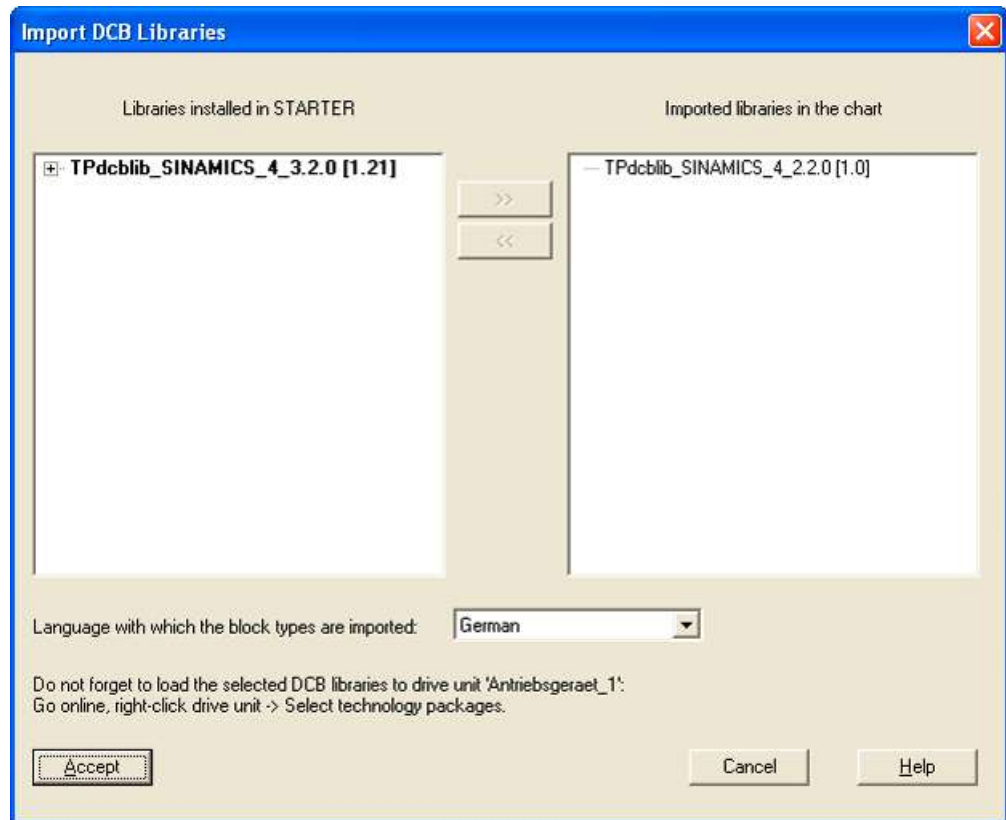 Import DCB Libraries
Libraries installed in STARTER
Imported libraries in the chart
TPdcblib_SINAMICS_4_3.2.0 [1.21]
TPdcblib_SINAMICS_4_2.2.0 [1.0]
>>
<<
Language with which the block types are imported:
German
Do not forget to load the selected DCB libraries to drive unit 'Antriebsgeraet_1':
Go online, right-click drive unit -> Select technology packages.
Accept
Cancel
Help